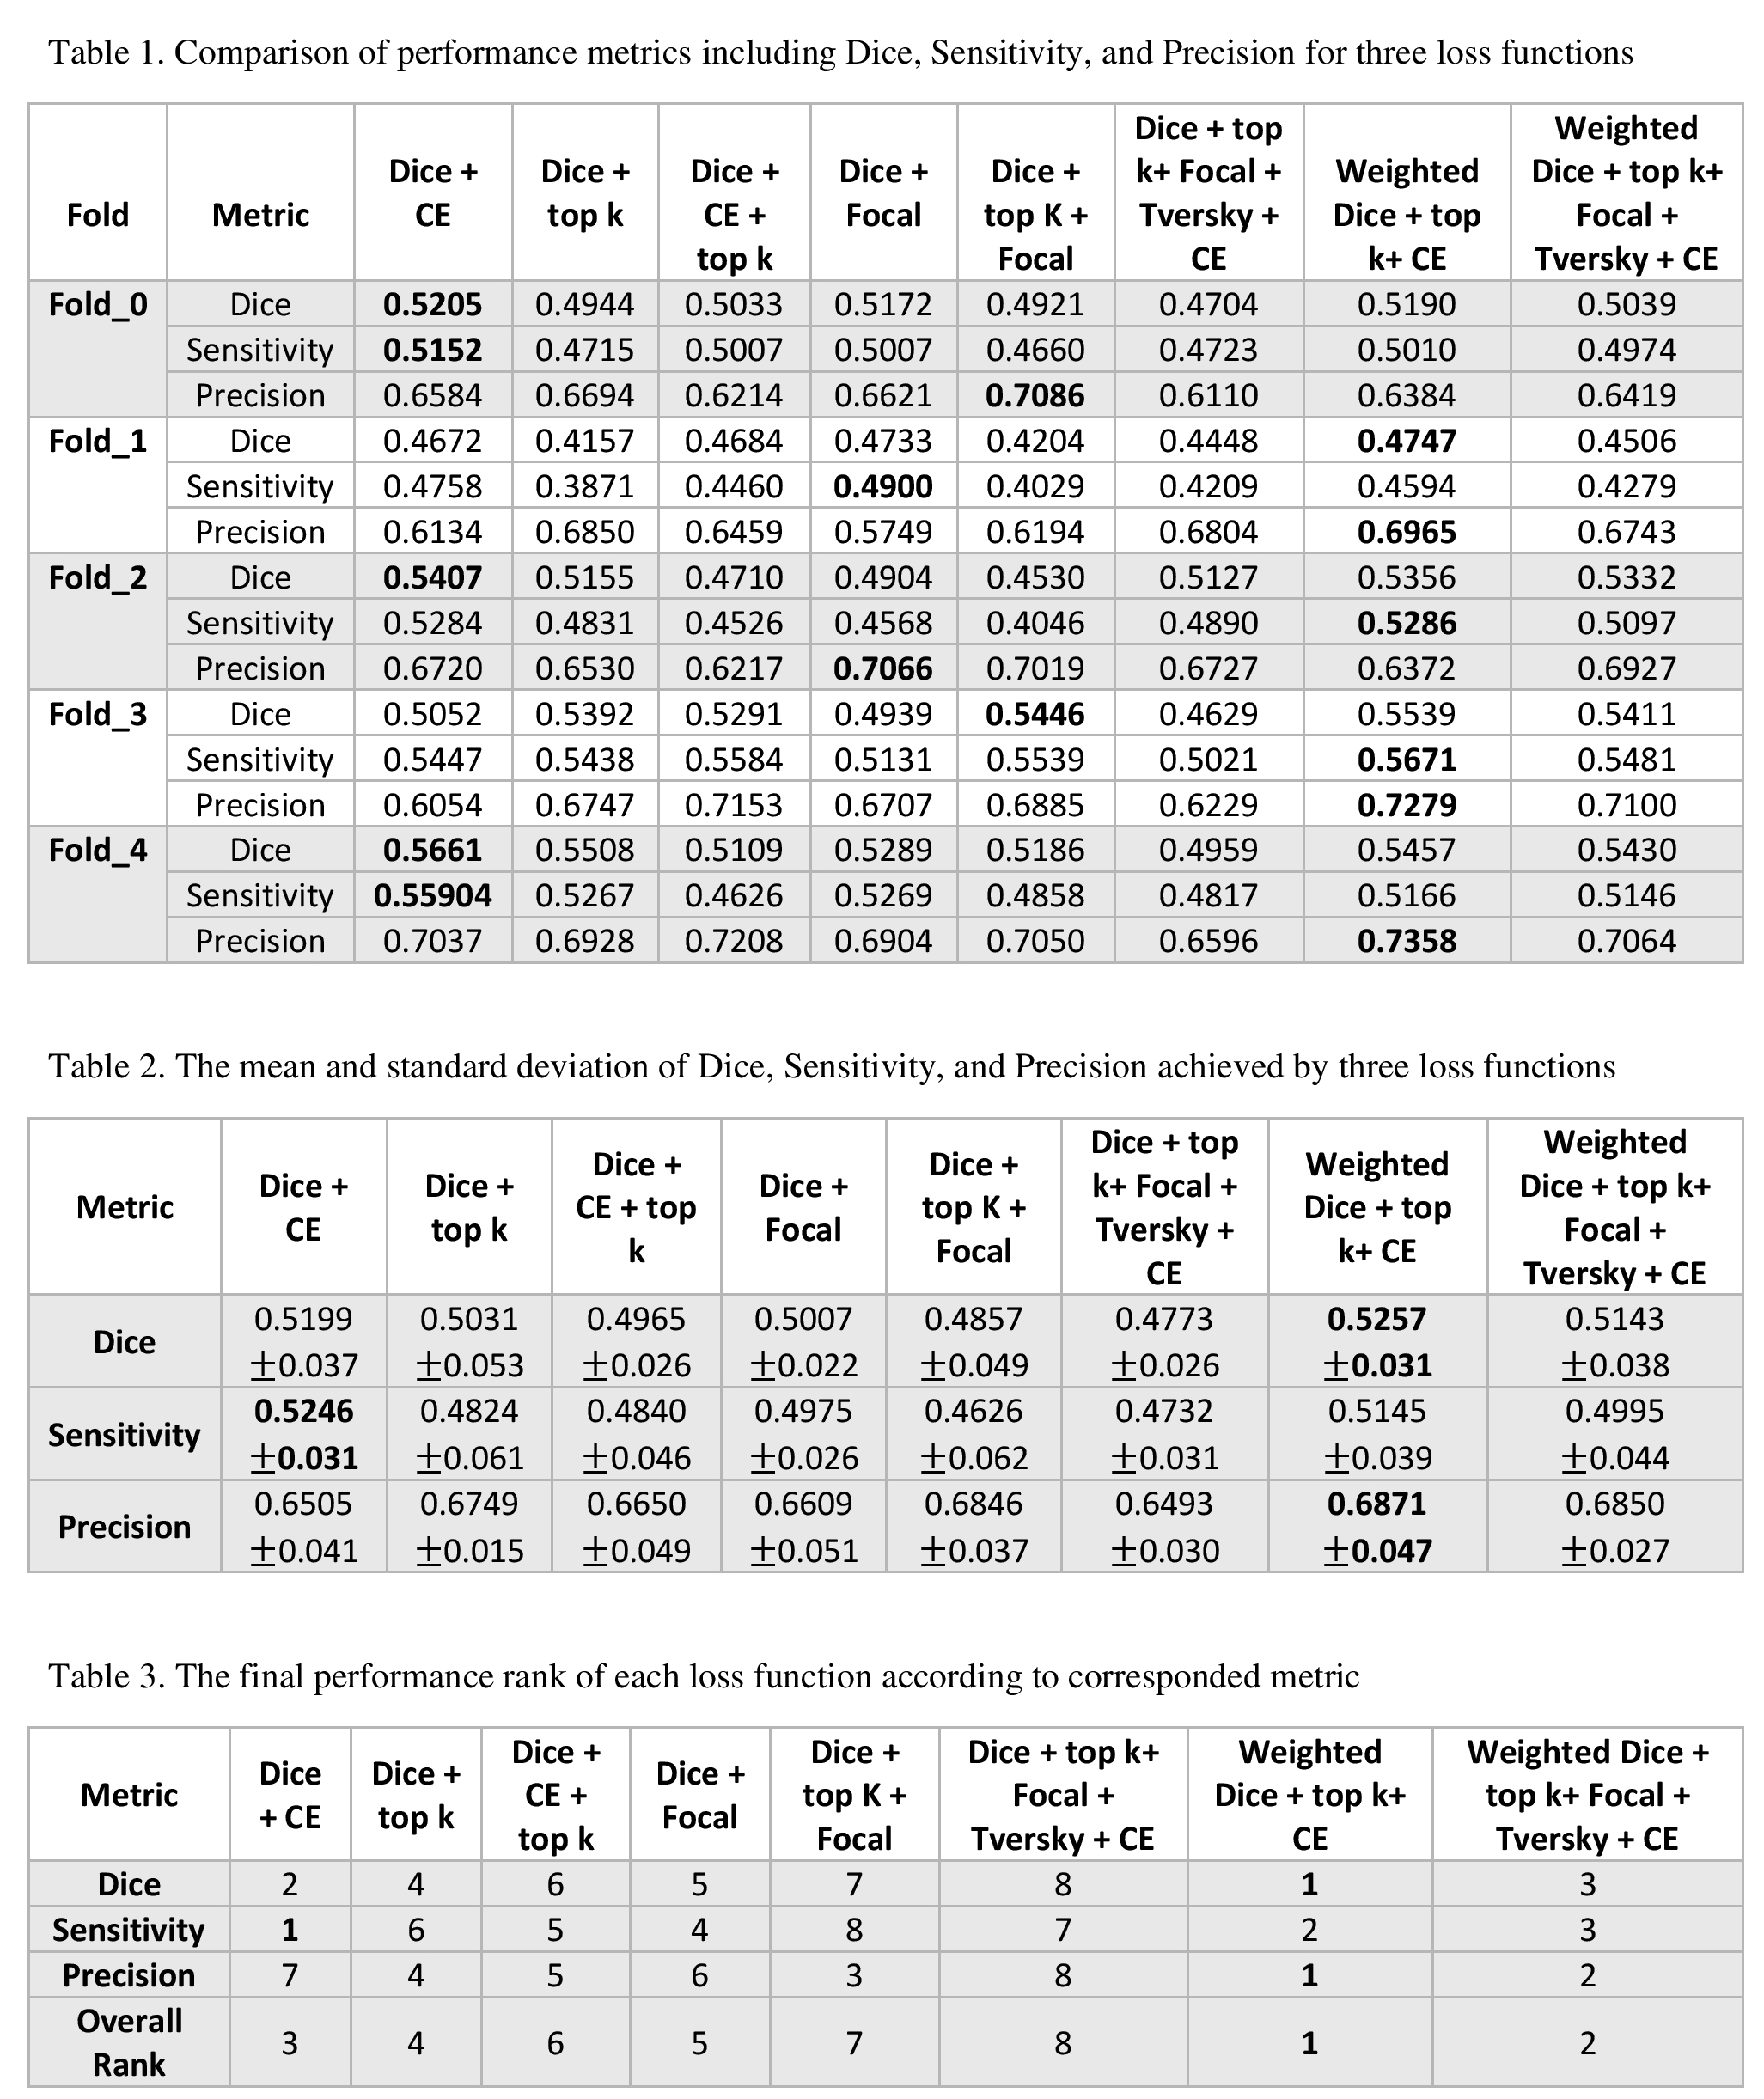 Table 1. Comparison of performance metrics including Dice, Sensitivity, and Precision for three loss functions
Fold Metric Dice + CE Dice + top k Dice + CE + top k Dice + Focal Dice + top K + Focal Dice + top k+ Focal + Tversky + CE Weighted Dice + top k+ CE Weighted Dice + top k+ Focal + Tversky + CE
Fold_0 Dice 0.5205 0.4944 0.5033 0.5172 0.4921 0.4704 0.5190 0.5039
Sensitivity 0.5152 0.4715 0.5007 0.5007 0.4660 0.4723 0.5010 0.4974
Precision 0.6584 0.6694 0.6214 0.6621 0.7086 0.6110 0.6384 0.6419
Fold_1 Dice 0.4672 0.4157 0.4684 0.4733 0.4204 0.4448 0.4747 0.4506
Sensitivity 0.4758 0.3871 0.4460 0.4900 0.4029 0.4209 0.4594 0.4279
Precision 0.6134 0.6850 0.6459 0.5749 0.6194 0.6804 0.6965 0.6743
Fold_2 Dice 0.5407 0.5155 0.4710 0.4904 0.4530 0.5127 0.5356 0.5332
Sensitivity 0.5284 0.4831 0.4526 0.4568 0.4046 0.4890 0.5286 0.5097
Precision 0.6720 0.6530 0.6217 0.7066 0.7019 0.6727 0.6372 0.6927
Fold_3 Dice 0.5052 0.5392 0.5291 0.4939 0.5446 0.4629 0.5539 0.5411
Sensitivity 0.5447 0.5438 0.5584 0.5131 0.5539 0.5021 0.5671 0.5481
Precision 0.6054 0.6747 0.7153 0.6707 0.6885 0.6229 0.7279 0.7100
Fold_4 Dice 0.5661 0.5508 0.5109 0.5289 0.5186 0.4959 0.5457 0.5430
Sensitivity 0.55904 0.5267 0.4626 0.5269 0.4858 0.4817 0.5166 0.5146
Precision 0.7037 0.6928 0.7208 0.6904 0.7050 0.6596 0.7358 0.7064
Table 2. The mean and standard deviation of Dice, Sensitivity, and Precision achieved by three loss functions
Metric Dice + CE Dice + top k Dice + CE + top k Dice + Focal Dice + top K + Focal Dice + top k+ Focal + Tversky + CE Weighted Dice + top k+ CE Weighted Dice + top k+ Focal + Tversky + CE
Dice 0.5199 ±0.037 0.5031 ±0.053 0.4965 ±0.026 0.5007 ±0.022 0.4857 ±0.049 0.4773 ±0.026 0.5257 ±0.031 0.5143 ±0.038
Sensitivity 0.5246 ±0.031 0.4824 ±0.061 0.4840 ±0.046 0.4975 ±0.026 0.4626 ±0.062 0.4732 ±0.031 0.5145 ±0.039 0.4995 ±0.044
Precision 0.6505 ±0.041 0.6749 ±0.015 0.6650 ±0.049 0.6609 ±0.051 0.6846 ±0.037 0.6493 ±0.030 0.6871 ±0.047 0.6850 ±0.027
Table 3. The final performance rank of each loss function according to corresponded metric
Metric Dice + CE Dice + top k Dice + CE + top k Dice + Focal Dice + top K + Focal Dice + top k+ Focal + Tversky + CE Weighted Dice + top k+ CE Weighted Dice + top k+ Focal + Tversky + CE
Dice 2 4 6 5 7 8 1 3
Sensitivity 1 6 5 4 8 7 2 3
Precision 7 4 5 6 3 8 1 2
Overall Rank 3 4 6 5 7 8 1 2